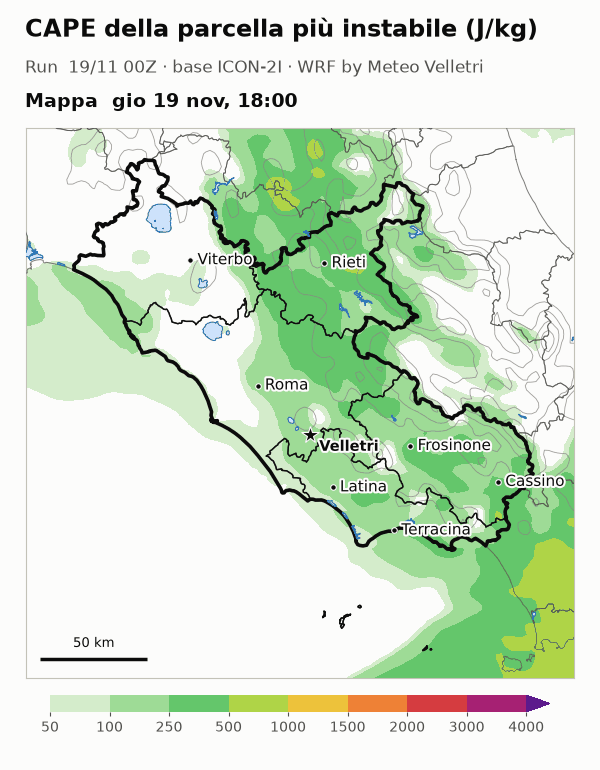 CAPE della parcella più instabile (J/kg)
Run 19/11 00Z · base ICON-2I · WRF by Meteo Velletri
Mappa gio 19 nov, 18:00
Viterbo
Rieti
Roma
Velletri
Frosinone
Latina
Cassino
Terracina
50 km
50 100 250 500 1000 1500 2000 3000 4000